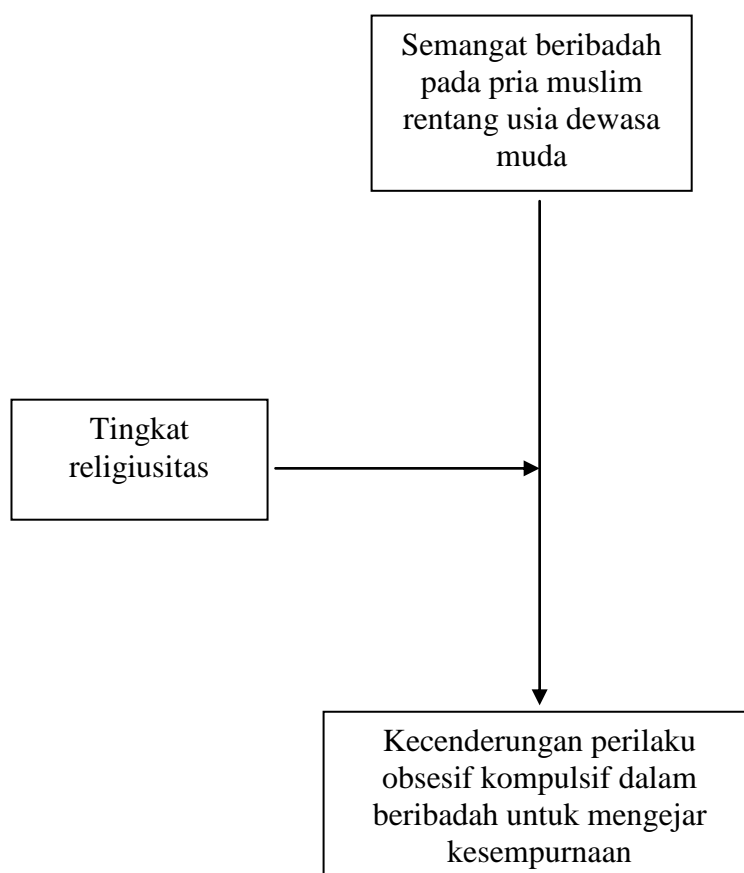 Semangat beribadah
pada pria muslim
rentang usia dewasa
muda
Tingkat
religiusitas
Kecenderungan perilaku
obsesif kompulsif dalam
beribadah untuk mengejar
kesempurnaan